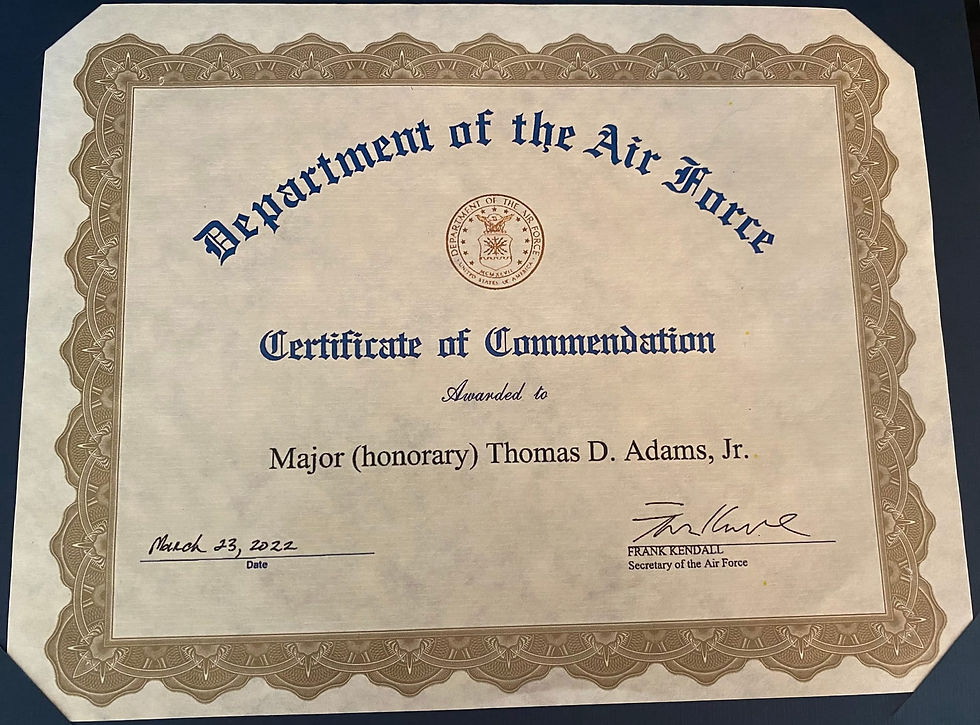 Department of the Air Force
DEPARTMENT OF THE AIR FORCE
MCMXLVII
UNITED STATES OF AMERICA
Certificate of Commendation
Awarded to
Major (honorary) Thomas D. Adams, Jr.
March 23, 2022
Date
FRANK KENDALL
Secretary of the Air Force